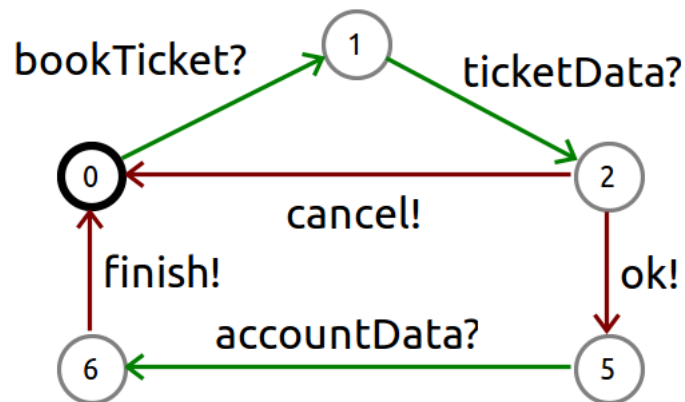 1
bookTicket?
ticketData?
0
2
cancel!
finish!
ok!
accountData?
6
5